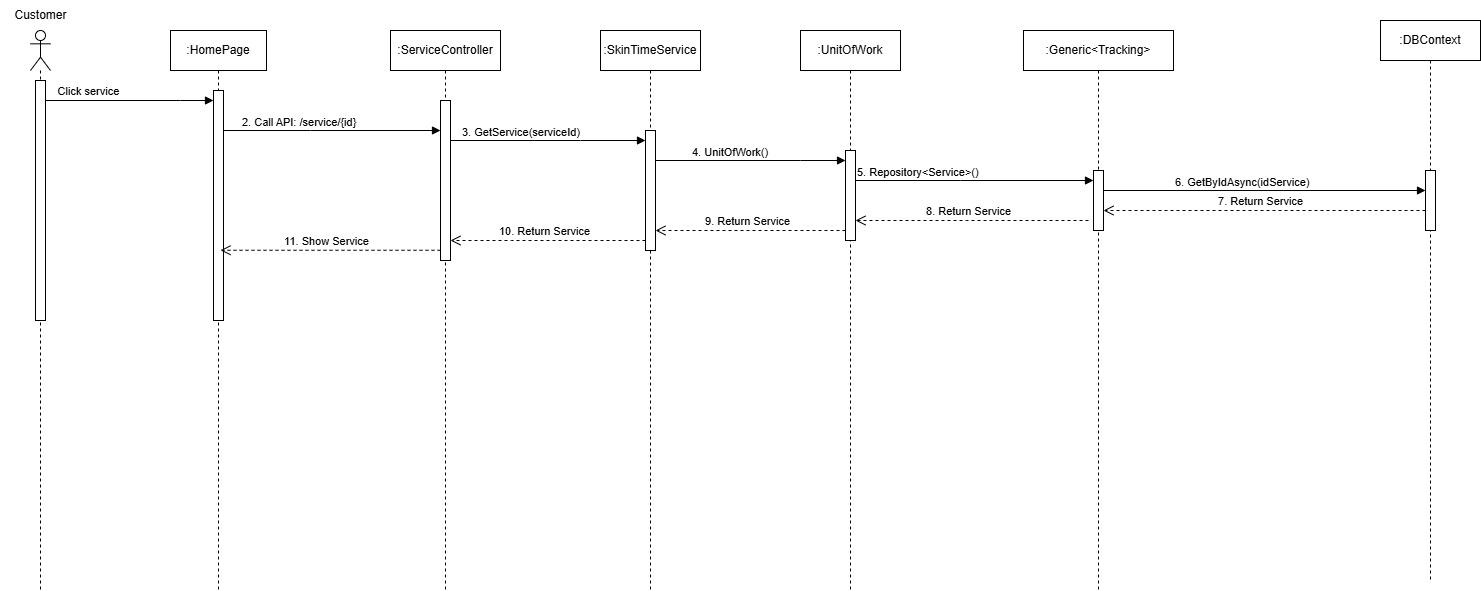 Customer
:HomePage
:ServiceController
:SkinTimeService
:UnitOfWork
:Generic<Tracking>
:DBContext
Click service
2. Call API: /service/{id}
3. GetService(serviceId)
4. UnitOfWork()
5. Repository<Service>()
6. GetByIdAsync(idService)
7. Return Service
8. Return Service
9. Return Service
10. Return Service
11. Show Service